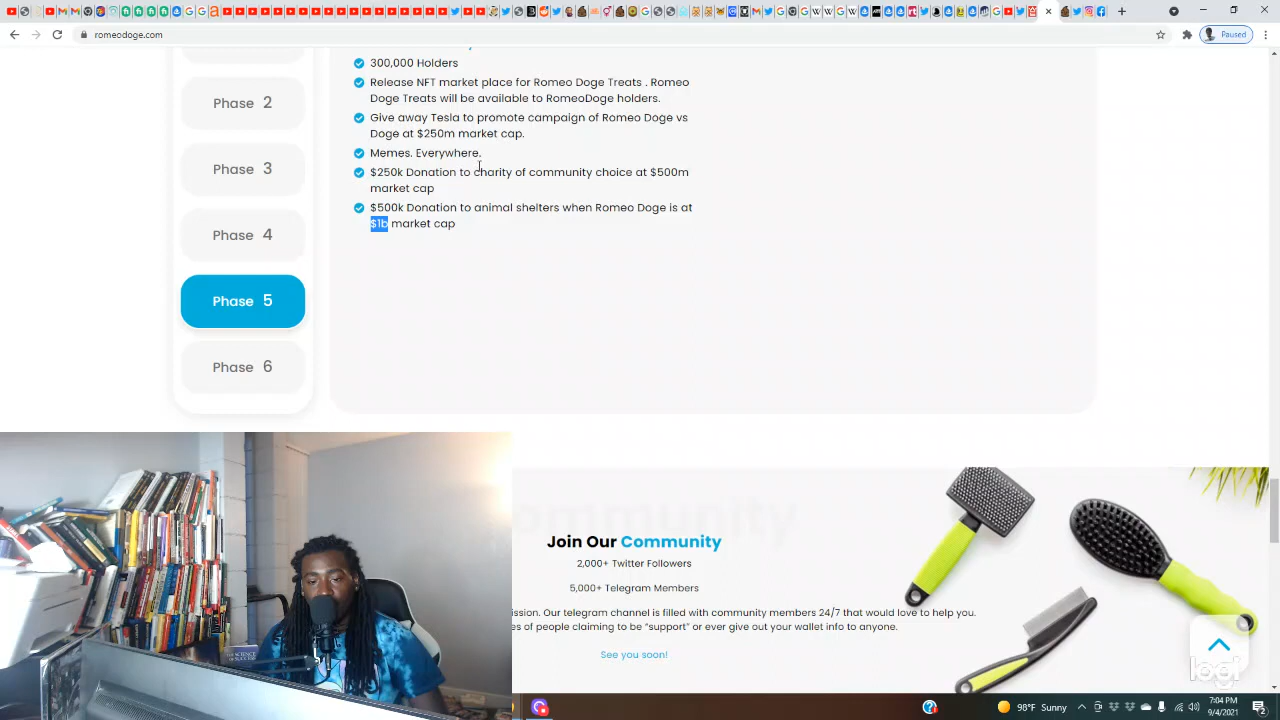 Paused
romeodoge.com
300,000 Holders
Phase 2
Release NFT market place for Romeo Doge Treats . Romeo
Doge Treats will be available to RomeoDoge holders.
Give away Tesla to promote campaign of Romeo Doge vs
Doge at $250m market cap.
Phase 3
Memes. Everywhere.
$250k Donation to charity of community choice at $500m
market cap
$500k Donation to animal shelters when Romeo Doge is at
$1b market cap
Phase 4
Phase 5
Phase 6
Join Our Community
2,000+ Twitter Followers
5,000+ Telegram Members
ission. Our telegram channel is filled with community members 24/7 that would love to help you.
es of people claiming to be “support” or ever give out your wallet info to anyone.
See you soon!
THE SCIENCE OF SUCCESS
logi
98°F Sunny
7:04 PM
9/4/2021